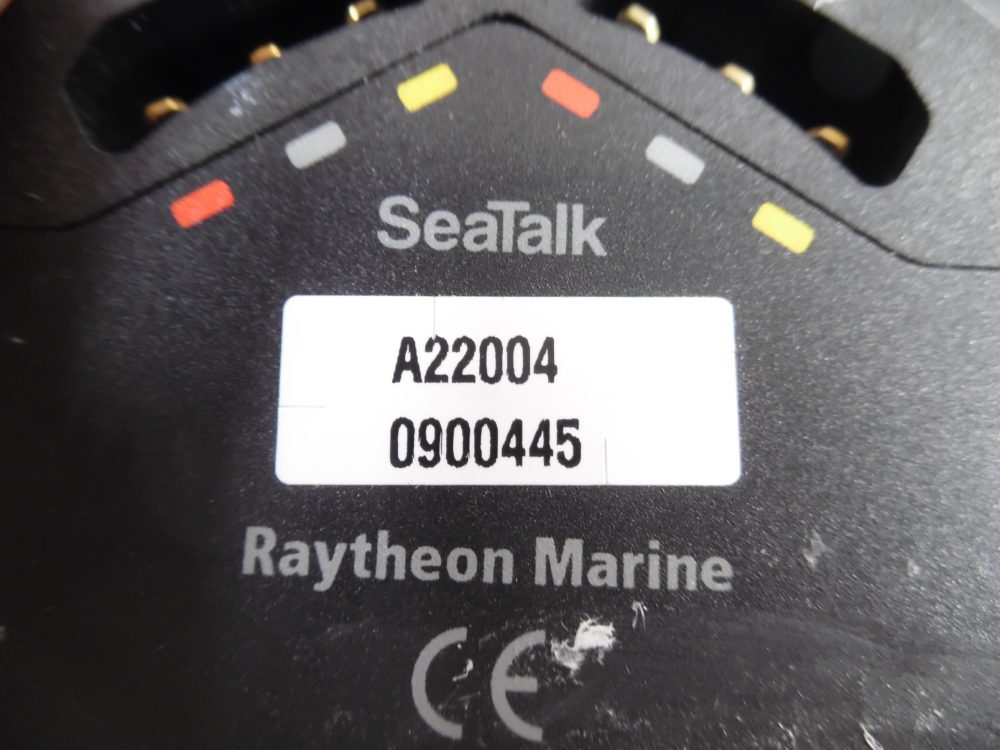 SeaTalk
A22004
0900445
Raytheon Marine
CE